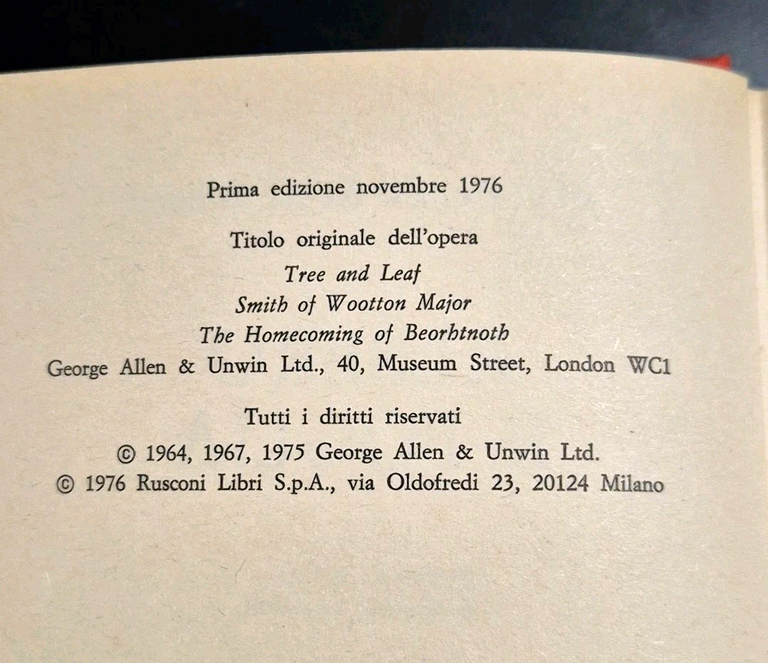 Prima edizione novembre 1976
Titolo originale dell'opera
Tree and Leaf
Smith of Wootton Major
The Homecoming of Beorhtnoth
George Allen & Unwin Ltd., 40, Museum Street, London WC1
Tutti i diritti riservati
© 1964, 1967, 1975 George Allen & Unwin Ltd.
© 1976 Rusconi Libri S.p.A., via Oldofredi 23, 20124 Milano